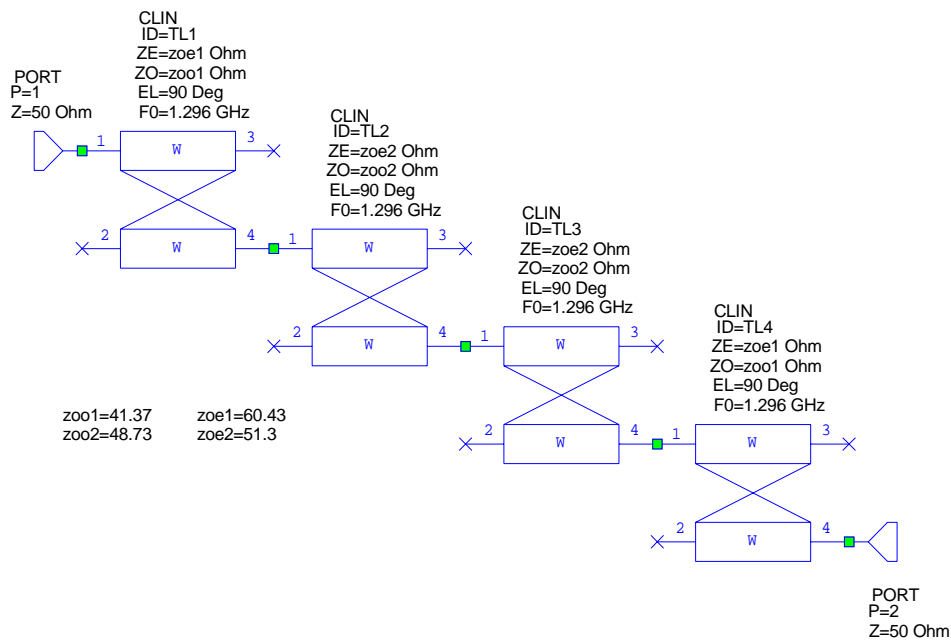 CLIN
ID=TL1
ZE=zoe1 Ohm
ZO=zoo1 Ohm
EL=90 Deg
F0=1.296 GHz
PORT
P=1
Z=50 Ohm
1
W
3
2
W
4
CLIN
ID=TL2
ZE=zoe2 Ohm
ZO=zoo2 Ohm
EL=90 Deg
F0=1.296 GHz
1
W
3
2
W
4
CLIN
ID=TL3
ZE=zoe2 Ohm
ZO=zoo2 Ohm
EL=90 Deg
F0=1.296 GHz
1
W
3
2
W
4
CLIN
ID=TL4
ZE=zoe1 Ohm
ZO=zoo1 Ohm
EL=90 Deg
F0=1.296 GHz
1
W
3
2
W
4
zoo1=41.37 zoe1=60.43
zoo2=48.73 zoe2=51.3
PORT
P=2
Z=50 Ohm